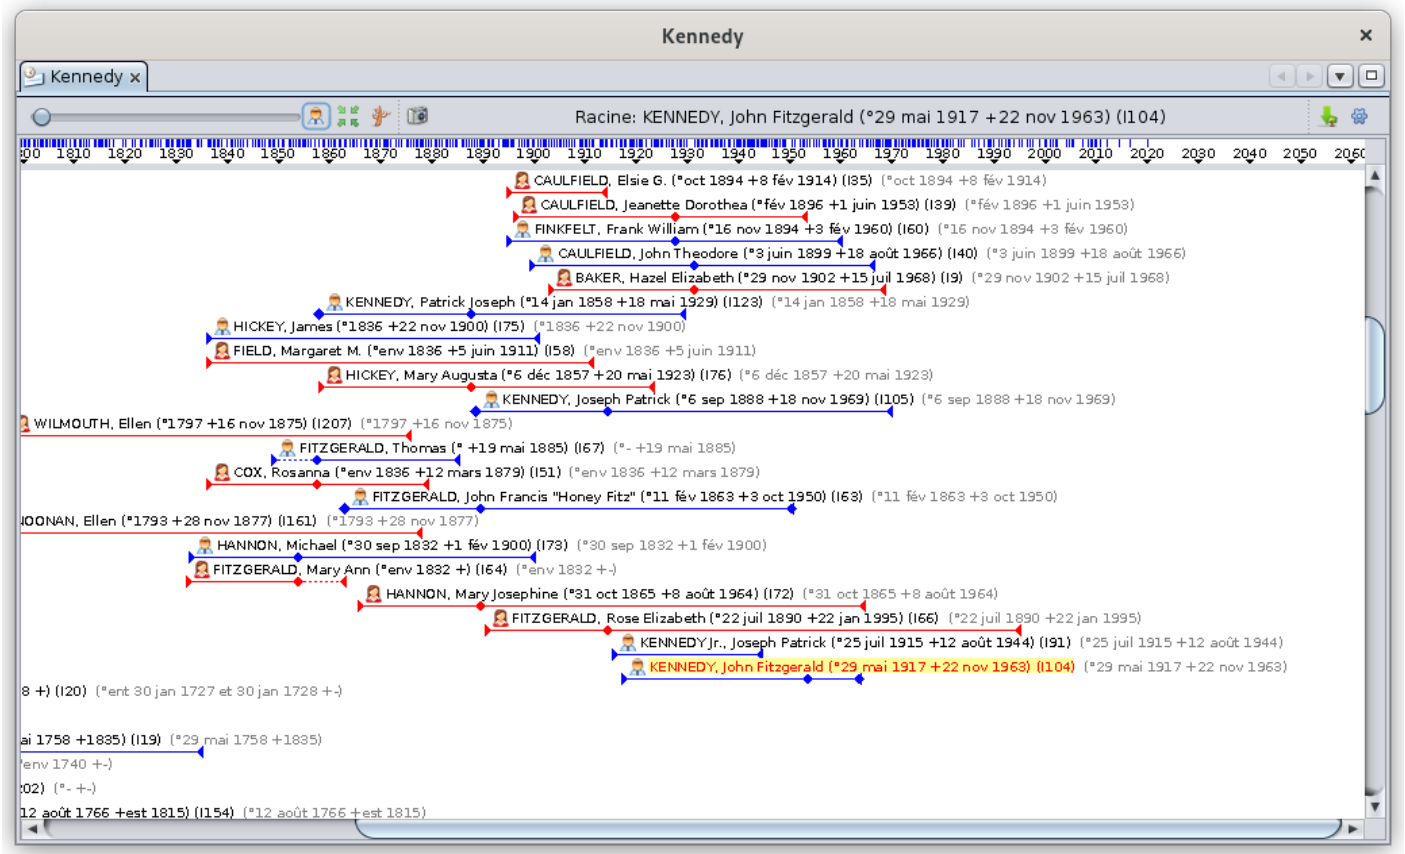 Kennedy
Kennedy
Racine: KENNEDY, John Fitzgerald (°29 mai 1917 +22 nov 1963) (I104)
00 1810 1820 1830 1840 1850 1860 1870 1880 1890 1900 1910 1920 1930 1940 1950 1960 1970 1980 1990 2000 2010 2020 2030 2040 2050 2060
CAULFIELD, Elsie G. (°oct 1894 +8 fév 1914) (I35) (°oct 1894 +8 fév 1914)
CAULFIELD, Jeanette Dorothea (°fév 1896 +1 juin 1953) (I39) (°fév 1896 +1 juin 1953)
FINKFELT, Frank William (°16 nov 1894 +3 fév 1960) (I60) (°16 nov 1894 +3 fév 1960)
CAULFIELD, John Theodore (°3 juin 1899 +18 août 1966) (I40) (°3 juin 1899 +18 août 1966)
BAKER, Hazel Elizabeth (°29 nov 1902 +15 juil 1968) (I9) (°29 nov 1902 +15 juil 1968)
KENNEDY, Patrick Joseph (°14 jan 1858 +18 mai 1929) (I123) (°14 jan 1858 +18 mai 1929)
HICKEY, James (°1836 +22 nov 1900) (I75) (°1836 +22 nov 1900)
FIELD, Margaret M. (°env 1836 +5 juin 1911) (I58) (°env 1836 +5 juin 1911)
HICKEY, Mary Augusta (°6 déc 1857 +20 mai 1923) (I76) (°6 déc 1857 +20 mai 1923)
KENNEDY, Joseph Patrick (°6 sep 1888 +18 nov 1969) (I105) (°6 sep 1888 +18 nov 1969)
WILMOUTH, Ellen (°1797 +16 nov 1875) (I207) (°1797 +16 nov 1875)
FITZGERALD, Thomas (° +19 mai 1885) (I67) (°- +19 mai 1885)
COX, Rosanna (°env 1836 +12 mars 1879) (I51) (°env 1836 +12 mars 1879)
FITZGERALD, John Francis "Honey Fitz" (°11 fév 1863 +3 oct 1950) (I63) (°11 fév 1863 +3 oct 1950)
NOONAN, Ellen (°1793 +28 nov 1877) (I161) (°1793 +28 nov 1877)
HANNON, Michael (°30 sep 1832 +1 fév 1900) (I73) (°30 sep 1832 +1 fév 1900)
FITZGERALD, Mary Ann (°env 1832 +) (I64) (°env 1832 +-)
HANNON, Mary Josephine (°31 oct 1865 +8 août 1964) (I72) (°31 oct 1865 +8 août 1964)
FITZGERALD, Rose Elizabeth (°22 juil 1890 +22 jan 1995) (I66) (°22 juil 1890 +22 jan 1995)
KENNEDY Jr., Joseph Patrick (°25 juil 1915 +12 août 1944) (I91) (°25 juil 1915 +12 août 1944)
KENNEDY, John Fitzgerald (°29 mai 1917 +22 nov 1963) (I104) (°29 mai 1917 +22 nov 1963)
8 +) (I20) (°ent 30 jan 1727 et 30 jan 1728 +-)
ai 1758 +1835) (I19) (°29 mai 1758 +1835)
°env 1740 +-)
02) (°- +-)
12 août 1766 +est 1815) (I154) (°12 août 1766 +est 1815)